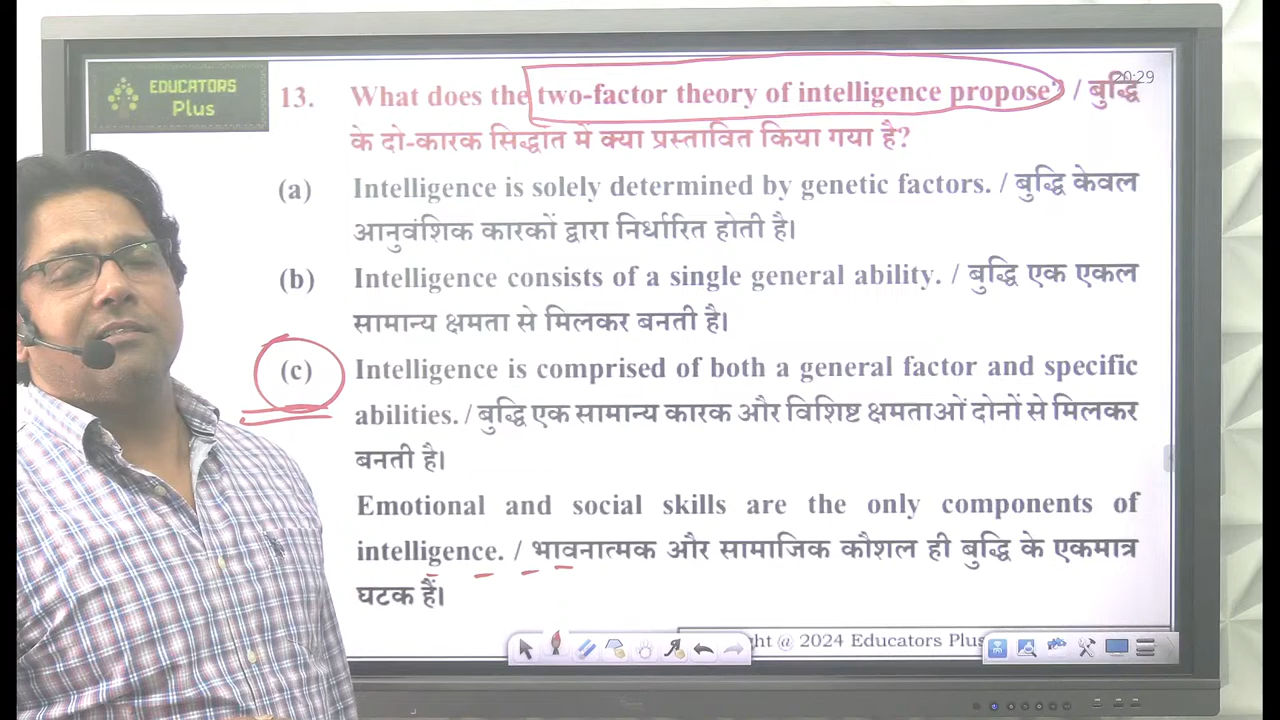 EDUCATORS
Plus
20:29
13. What does the two-factor theory of intelligence propose? / बुद्धि
के दो-कारक सिद्धांत में क्या प्रस्तावित किया गया है?
(a) Intelligence is solely determined by genetic factors. / बुद्धि केवल
आनुवंशिक कारकों द्वारा निर्धारित होती है।
(b) Intelligence consists of a single general ability. / बुद्धि एक एकल
सामान्य क्षमता से मिलकर बनती है।
(c) Intelligence is comprised of both a general factor and specific
abilities. / बुद्धि एक सामान्य कारक और विशिष्ट क्षमताओं दोनों से मिलकर
बनती है।
Emotional and social skills are the only components of
intelligence. / भावनात्मक और सामाजिक कौशल ही बुद्धि के एकमात्र
घटक हैं।
ht @ 2024 Educators Plus